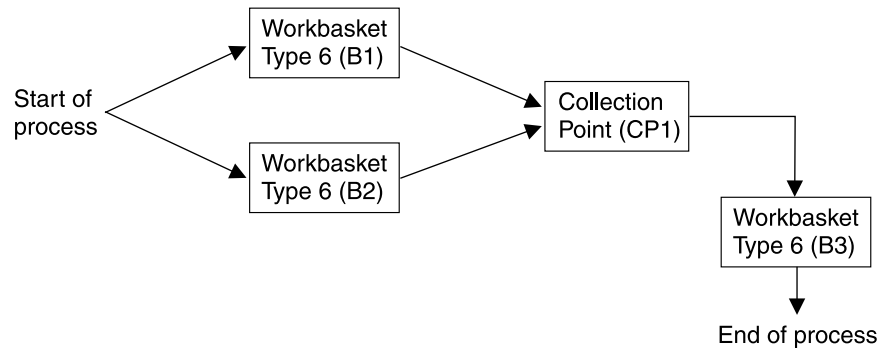 Start of
process
Workbasket
Type 6 (B1)
Workbasket
Type 6 (B2)
Collection
Point (CP1)
Workbasket
Type 6 (B3)
End of process